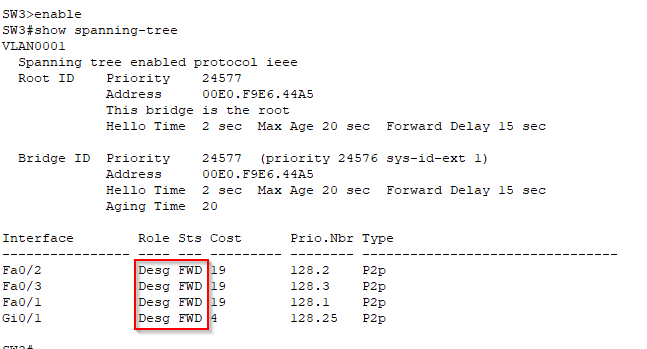 SW3>enable
SW3#show spanning-tree
VLAN0001
  Spanning tree enabled protocol ieee
  Root ID    Priority    24577
             Address     00E0.F9E6.44A5
             This bridge is the root
             Hello Time  2 sec  Max Age 20 sec  Forward Delay 15 sec

  Bridge ID  Priority    24577  (priority 24576 sys-id-ext 1)
             Address     00E0.F9E6.44A5
             Hello Time  2 sec  Max Age 20 sec  Forward Delay 15 sec
             Aging Time  20

Interface        Role Sts Cost      Prio.Nbr Type
---------------- ---- --- --------- -------- --------------------------------
Fa0/2            Desg FWD 19        128.2    P2p
Fa0/3            Desg FWD 19        128.3    P2p
Fa0/1            Desg FWD 19        128.1    P2p
Gi0/1            Desg FWD 4         128.25   P2p

SW3#